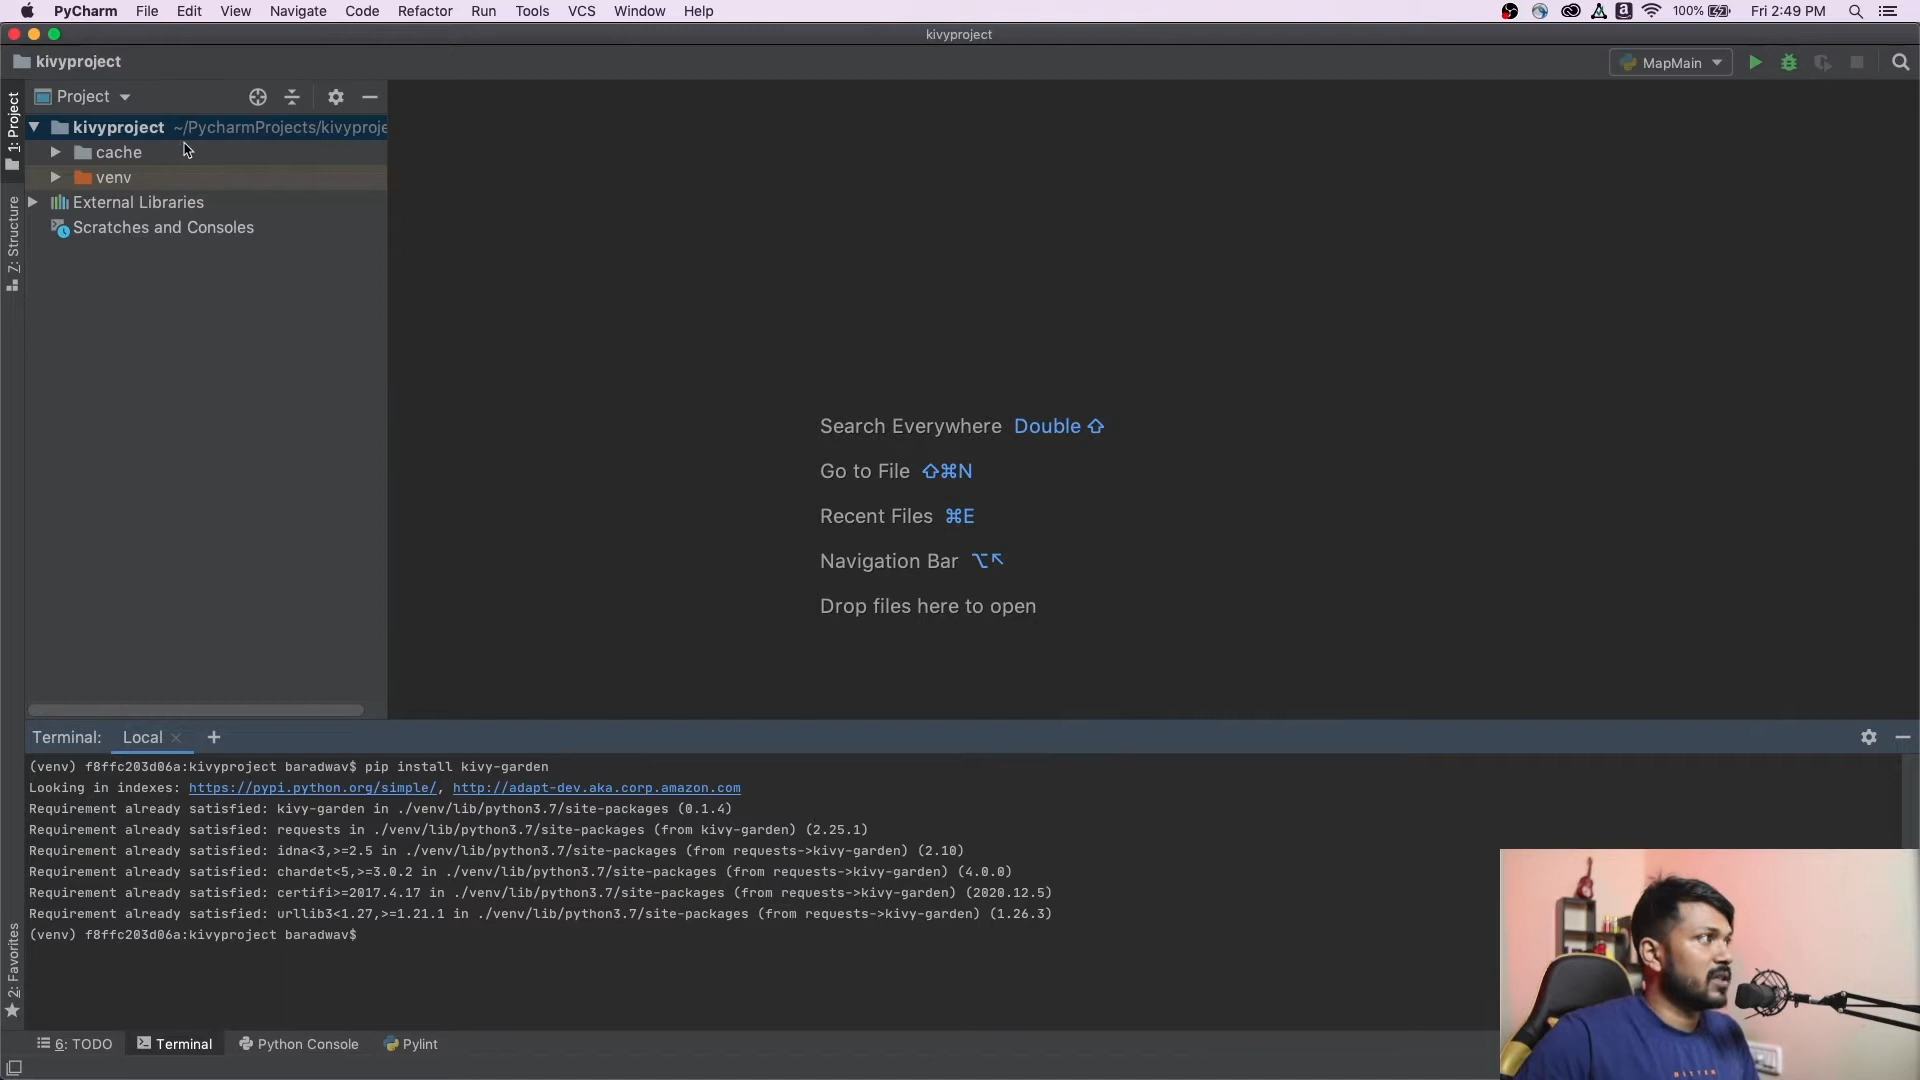 PyCharm File Edit View Navigate Code Refactor Run Tools VCS Window Help 100% Fri 2:49 PM
kivyproject
kivyproject MapMain
Project
kivyproject ~/PycharmProjects/kivyproje
cache
venv
External Libraries
Scratches and Consoles
1: Project
Z: Structure
2: Favorites
Search Everywhere Double ⇧
Go to File ⇧⌘N
Recent Files ⌘E
Navigation Bar ⌥↖
Drop files here to open
Terminal: Local × +
(venv) f8ffc203d06a:kivyproject baradwav$ pip install kivy-garden
Looking in indexes: https://pypi.python.org/simple/, http://adapt-dev.aka.corp.amazon.com
Requirement already satisfied: kivy-garden in ./venv/lib/python3.7/site-packages (0.1.4)
Requirement already satisfied: requests in ./venv/lib/python3.7/site-packages (from kivy-garden) (2.25.1)
Requirement already satisfied: idna<3,>=2.5 in ./venv/lib/python3.7/site-packages (from requests->kivy-garden) (2.10)
Requirement already satisfied: chardet<5,>=3.0.2 in ./venv/lib/python3.7/site-packages (from requests->kivy-garden) (4.0.0)
Requirement already satisfied: certifi>=2017.4.17 in ./venv/lib/python3.7/site-packages (from requests->kivy-garden) (2020.12.5)
Requirement already satisfied: urllib3<1.27,>=1.21.1 in ./venv/lib/python3.7/site-packages (from requests->kivy-garden) (1.26.3)
(venv) f8ffc203d06a:kivyproject baradwav$
6: TODO Terminal Python Console Pylint